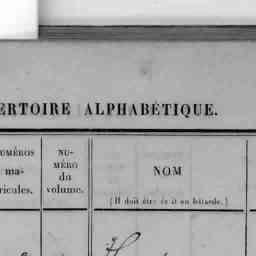 ERTOIRE ALPHABÉTIQUE.
UMÉROS
ma-
ricules.
NU-
MÉRO
du
volume.
NOM
(Il doit être écrit en bâtarde.)